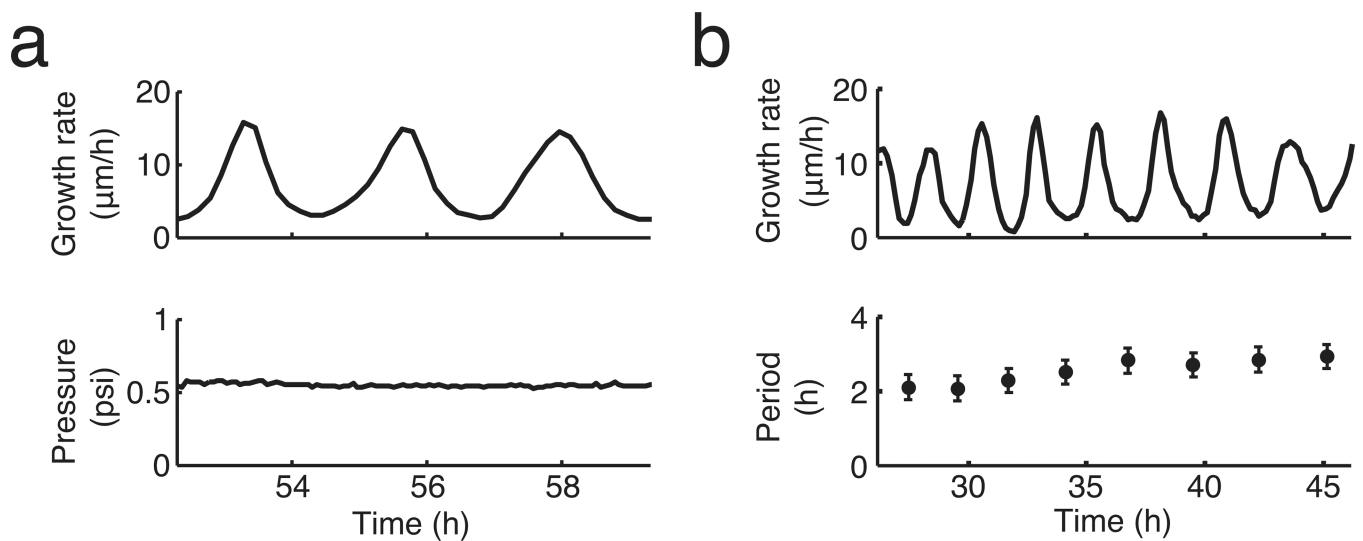 a
Growth rate
(μm/h)
20
10
0
Pressure
(psi)
1
0.5
0
54
56
58
Time (h)
b
Growth rate
(μm/h)
20
10
0
Period
(h)
4
2
0
30
35
40
45
Time (h)